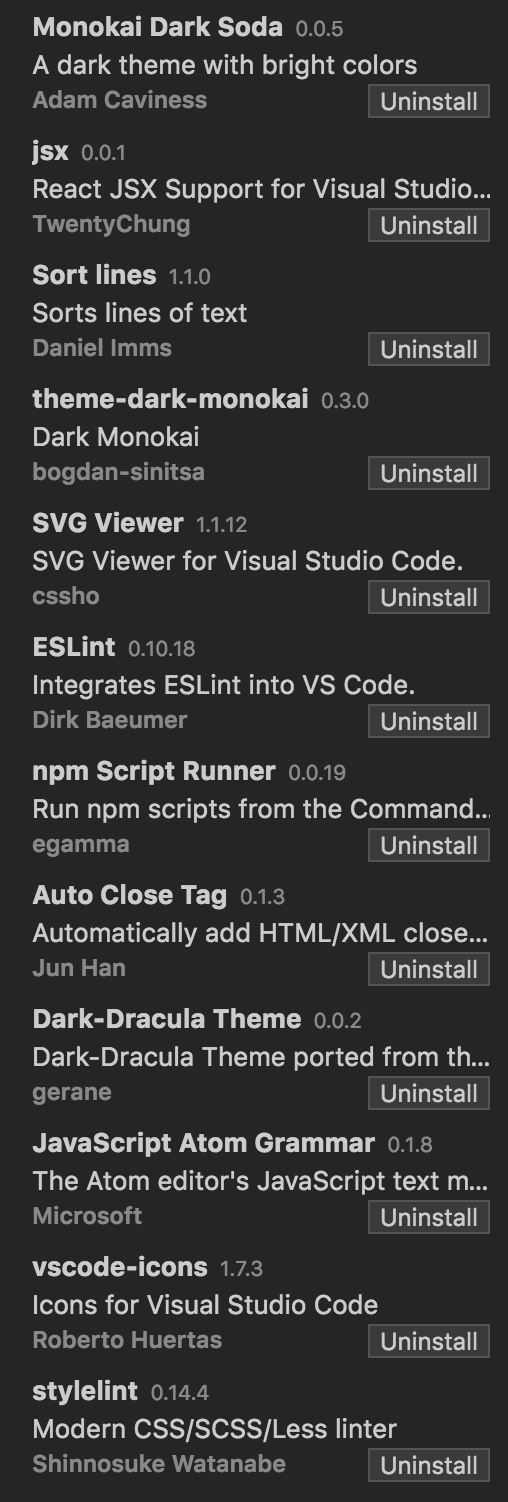 Monokai Dark Soda 0.0.5
A dark theme with bright colors
Adam Caviness Uninstall
jsx 0.0.1
React JSX Support for Visual Studio...
TwentyChung Uninstall
Sort lines 1.1.0
Sorts lines of text
Daniel Imms Uninstall
theme-dark-monokai 0.3.0
Dark Monokai
bogdan-sinitsa Uninstall
SVG Viewer 1.1.12
SVG Viewer for Visual Studio Code.
cssho Uninstall
ESLint 0.10.18
Integrates ESLint into VS Code.
Dirk Baeumer Uninstall
npm Script Runner 0.0.19
Run npm scripts from the Command...
egamma Uninstall
Auto Close Tag 0.1.3
Automatically add HTML/XML close...
Jun Han Uninstall
Dark-Dracula Theme 0.0.2
Dark-Dracula Theme ported from th...
gerane Uninstall
JavaScript Atom Grammar 0.1.8
The Atom editor's JavaScript text m...
Microsoft Uninstall
vscode-icons 1.7.3
Icons for Visual Studio Code
Roberto Huertas Uninstall
stylelint 0.14.4
Modern CSS/SCSS/Less linter
Shinnosuke Watanabe Uninstall